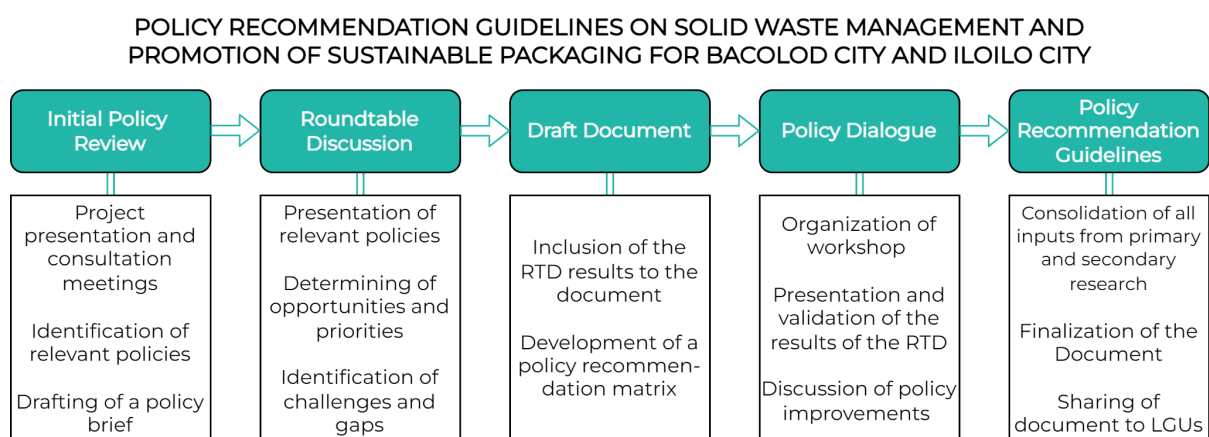 POLICY RECOMMENDATION GUIDELINES ON SOLID WASTE MANAGEMENT AND
PROMOTION OF SUSTAINABLE PACKAGING FOR BACOLOD CITY AND ILOILO CITY
Initial Policy
Review
Project
presentation and
consultation
meetings
Identification of
relevant policies
Drafting of a policy
brief
Roundtable
Discussion
Presentation of
relevant policies
Determining of
opportunities and
priorities
Identification of
challenges and
gaps
Draft Document
Inclusion of the
RTD results to the
document
Development of a
policy recommen-
dation matrix
Policy Dialogue
Organization of
workshop
Presentation and
validation of the
results of the RTD
Discussion of policy
improvements
Policy
Recommendation
Guidelines
Consolidation of all
inputs from primary
and secondary
research
Finalization of the
Document
Sharing of
document to LGUs